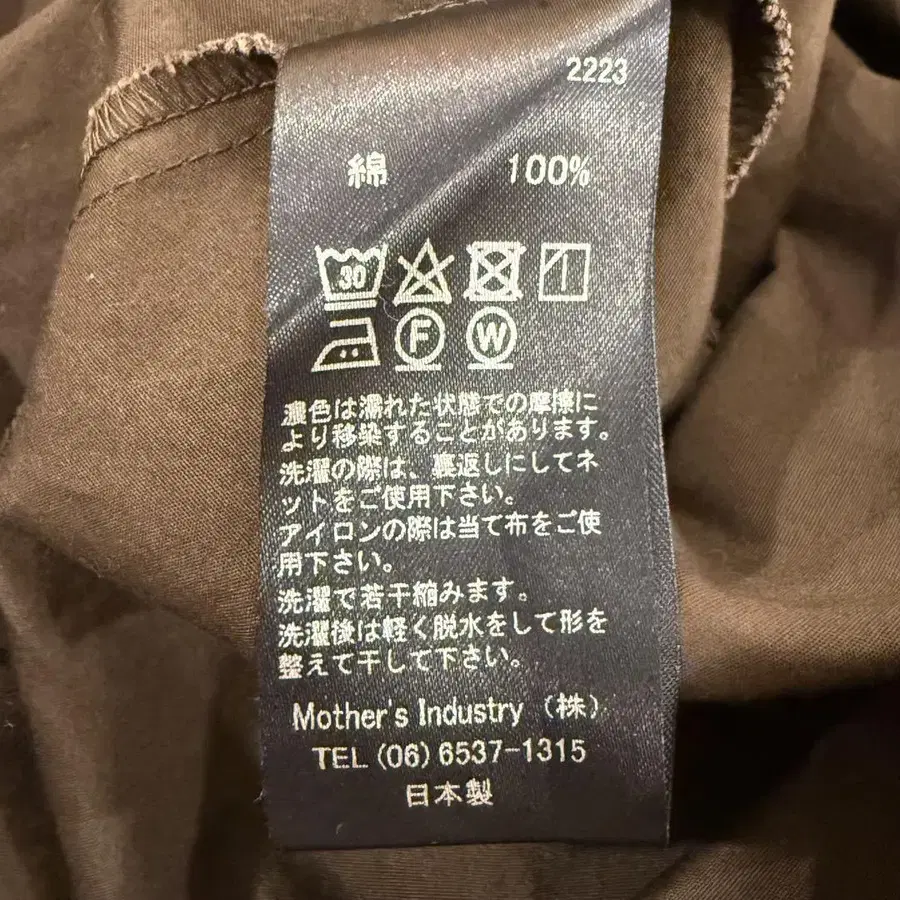 2223
綿 100%
30
F W
濃色は濡れた状態での摩擦に
より移染することがあります。
洗濯の際は、裏返しにしてネ
ットをご使用下さい。
アイロンの際は当て布をご使
用下さい。
洗濯で若干縮みます。
洗濯後は軽く脱水をして形を
整えて干して下さい。
Mother's Industry (株)
TEL (06) 6537-1315
日本製